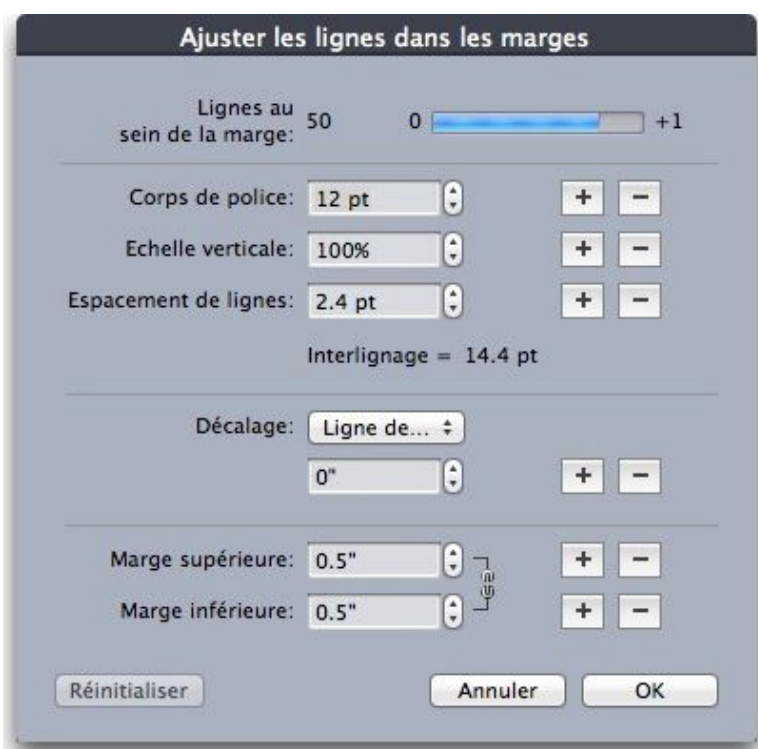 Ajuster les lignes dans les marges
Lignes au
sein de la marge: 50 0 +1
Corps de police: 12 pt + −
Echelle verticale: 100% + −
Espacement de lignes: 2.4 pt + −
Interlignage = 14.4 pt
Décalage: Ligne de...
0" + −
Marge supérieure: 0.5" + −
Marge inférieure: 0.5" + −
Réinitialiser Annuler OK